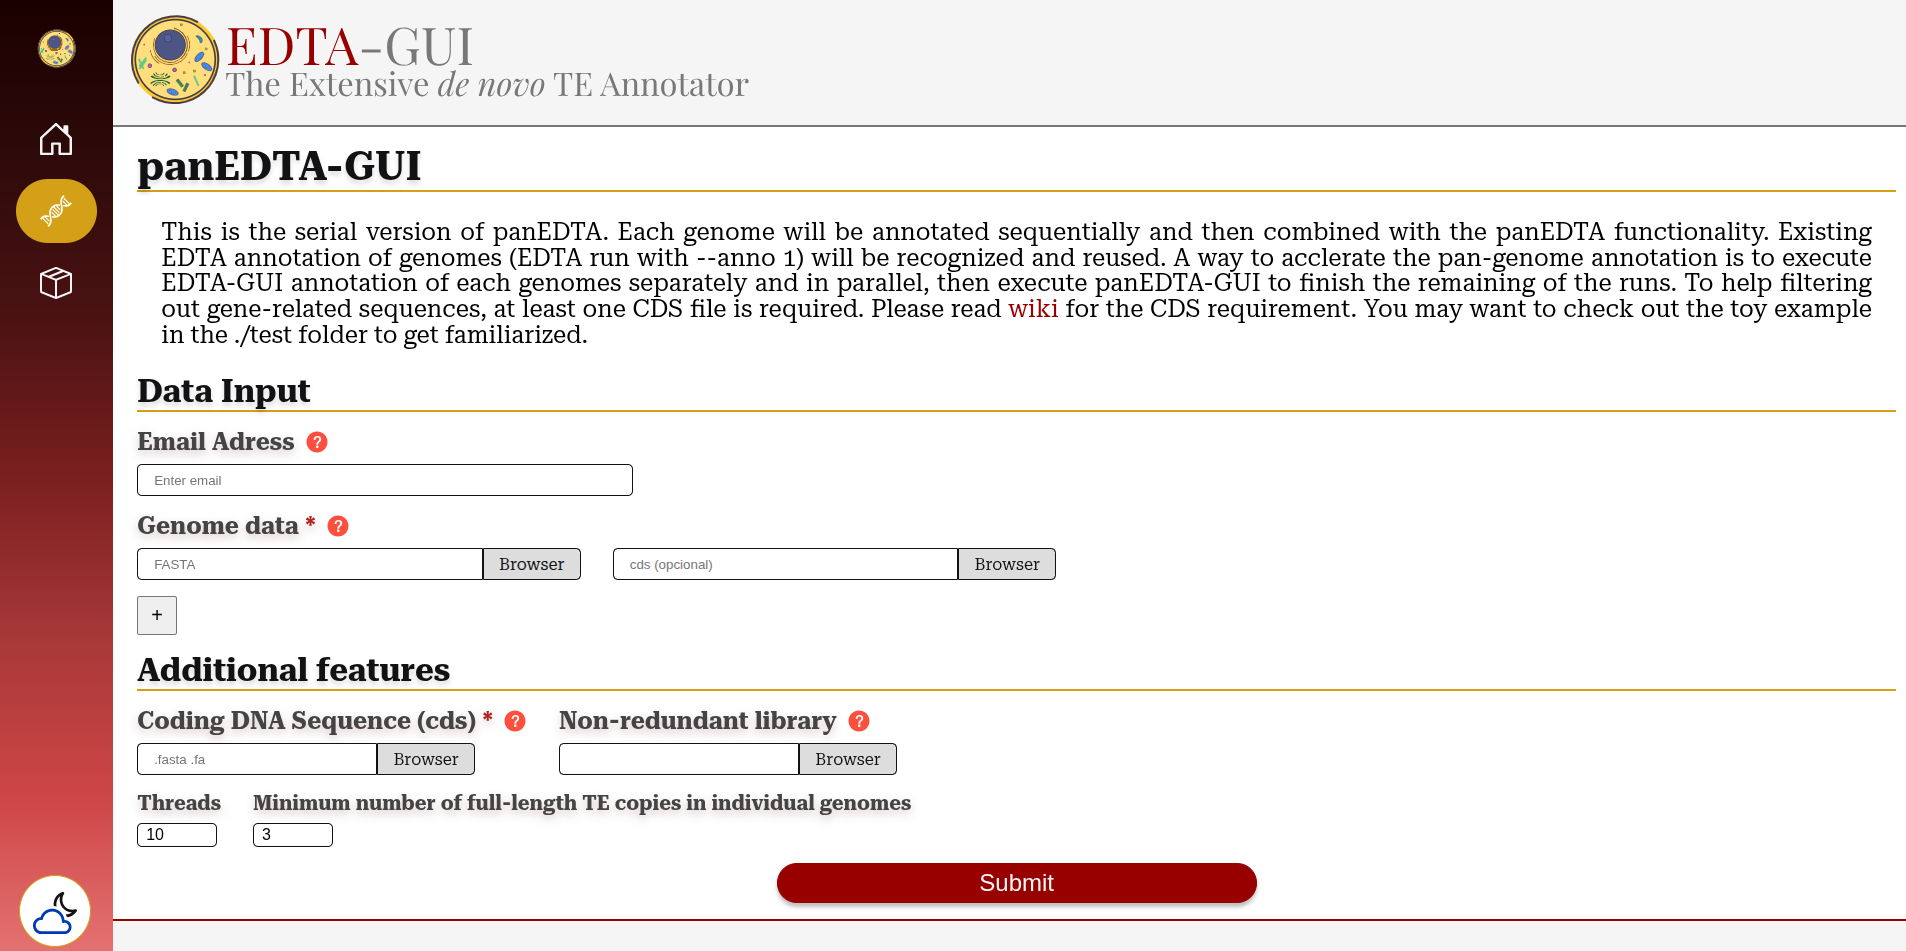 EDTA-GUI
The Extensive de novo TE Annotator
panEDTA-GUI
This is the serial version of panEDTA. Each genome will be annotated sequentially and then combined with the panEDTA functionality. Existing
EDTA annotation of genomes (EDTA run with --anno 1) will be recognized and reused. A way to acclerate the pan-genome annotation is to execute
EDTA-GUI annotation of each genomes separately and in parallel, then execute panEDTA-GUI to finish the remaining of the runs. To help filtering
out gene-related sequences, at least one CDS file is required. Please read wiki for the CDS requirement. You may want to check out the toy example
in the ./test folder to get familiarized.
Data Input
Email Adress ?
Enter email
Genome data * ?
FASTA Browser cds (opcional) Browser
+
Additional features
Coding DNA Sequence (cds) * ? Non-redundant library ?
.fasta .fa Browser Browser
Threads Minimum number of full-length TE copies in individual genomes
10 3
Submit